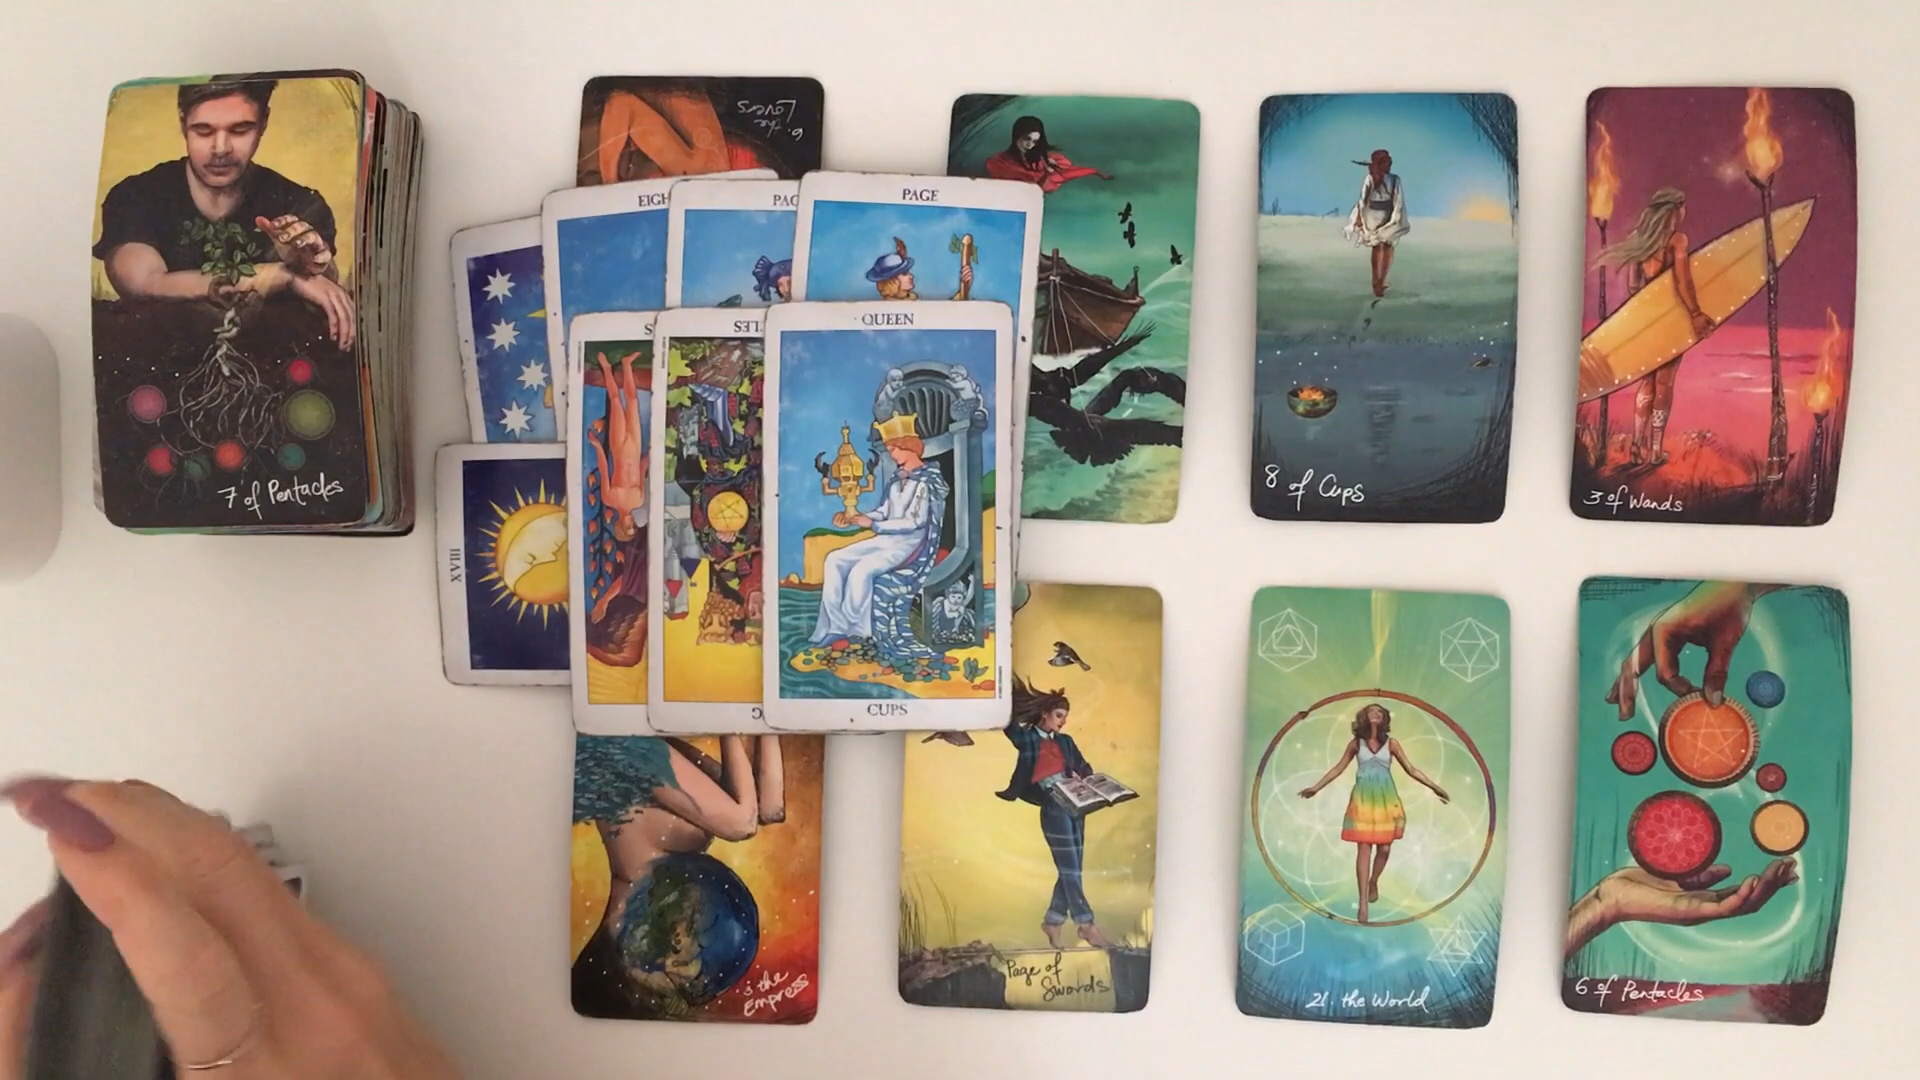 7 of Pentacles
6. the
Lovers
EIGH
PAG
PAGE
8 of Cups
3 of Wands
QUEEN
CUPS
XVIII
3 the
Empress
Page of
Swords
21. the World
6 of Pentacles